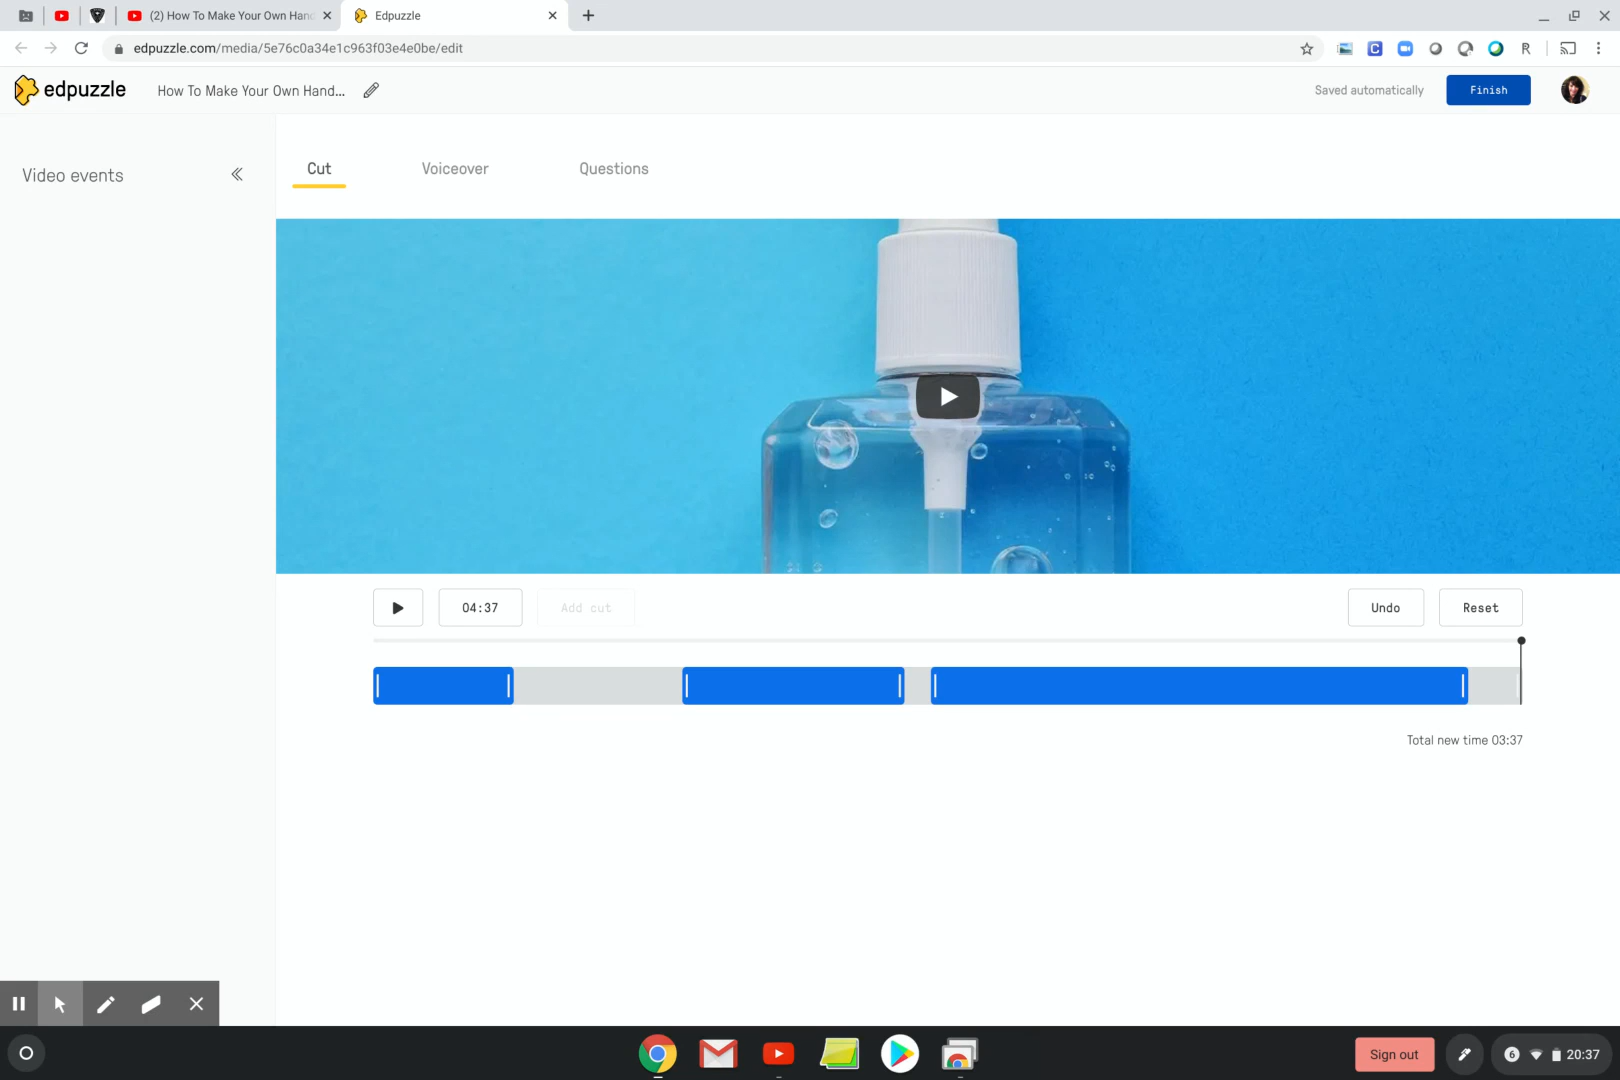 (2) How To Make Your Own Han
Edpuzzle
edpuzzle.com/media/5e76c0a34e1c963f03e4e0be/edit
C
R
edpuzzle
How To Make Your Own Hand...
Saved automatically
Finish
Video events
Cut
Voiceover
Questions
04:37
Add cut
Undo
Reset
Total new time 03:37
Sign out
6
20:37